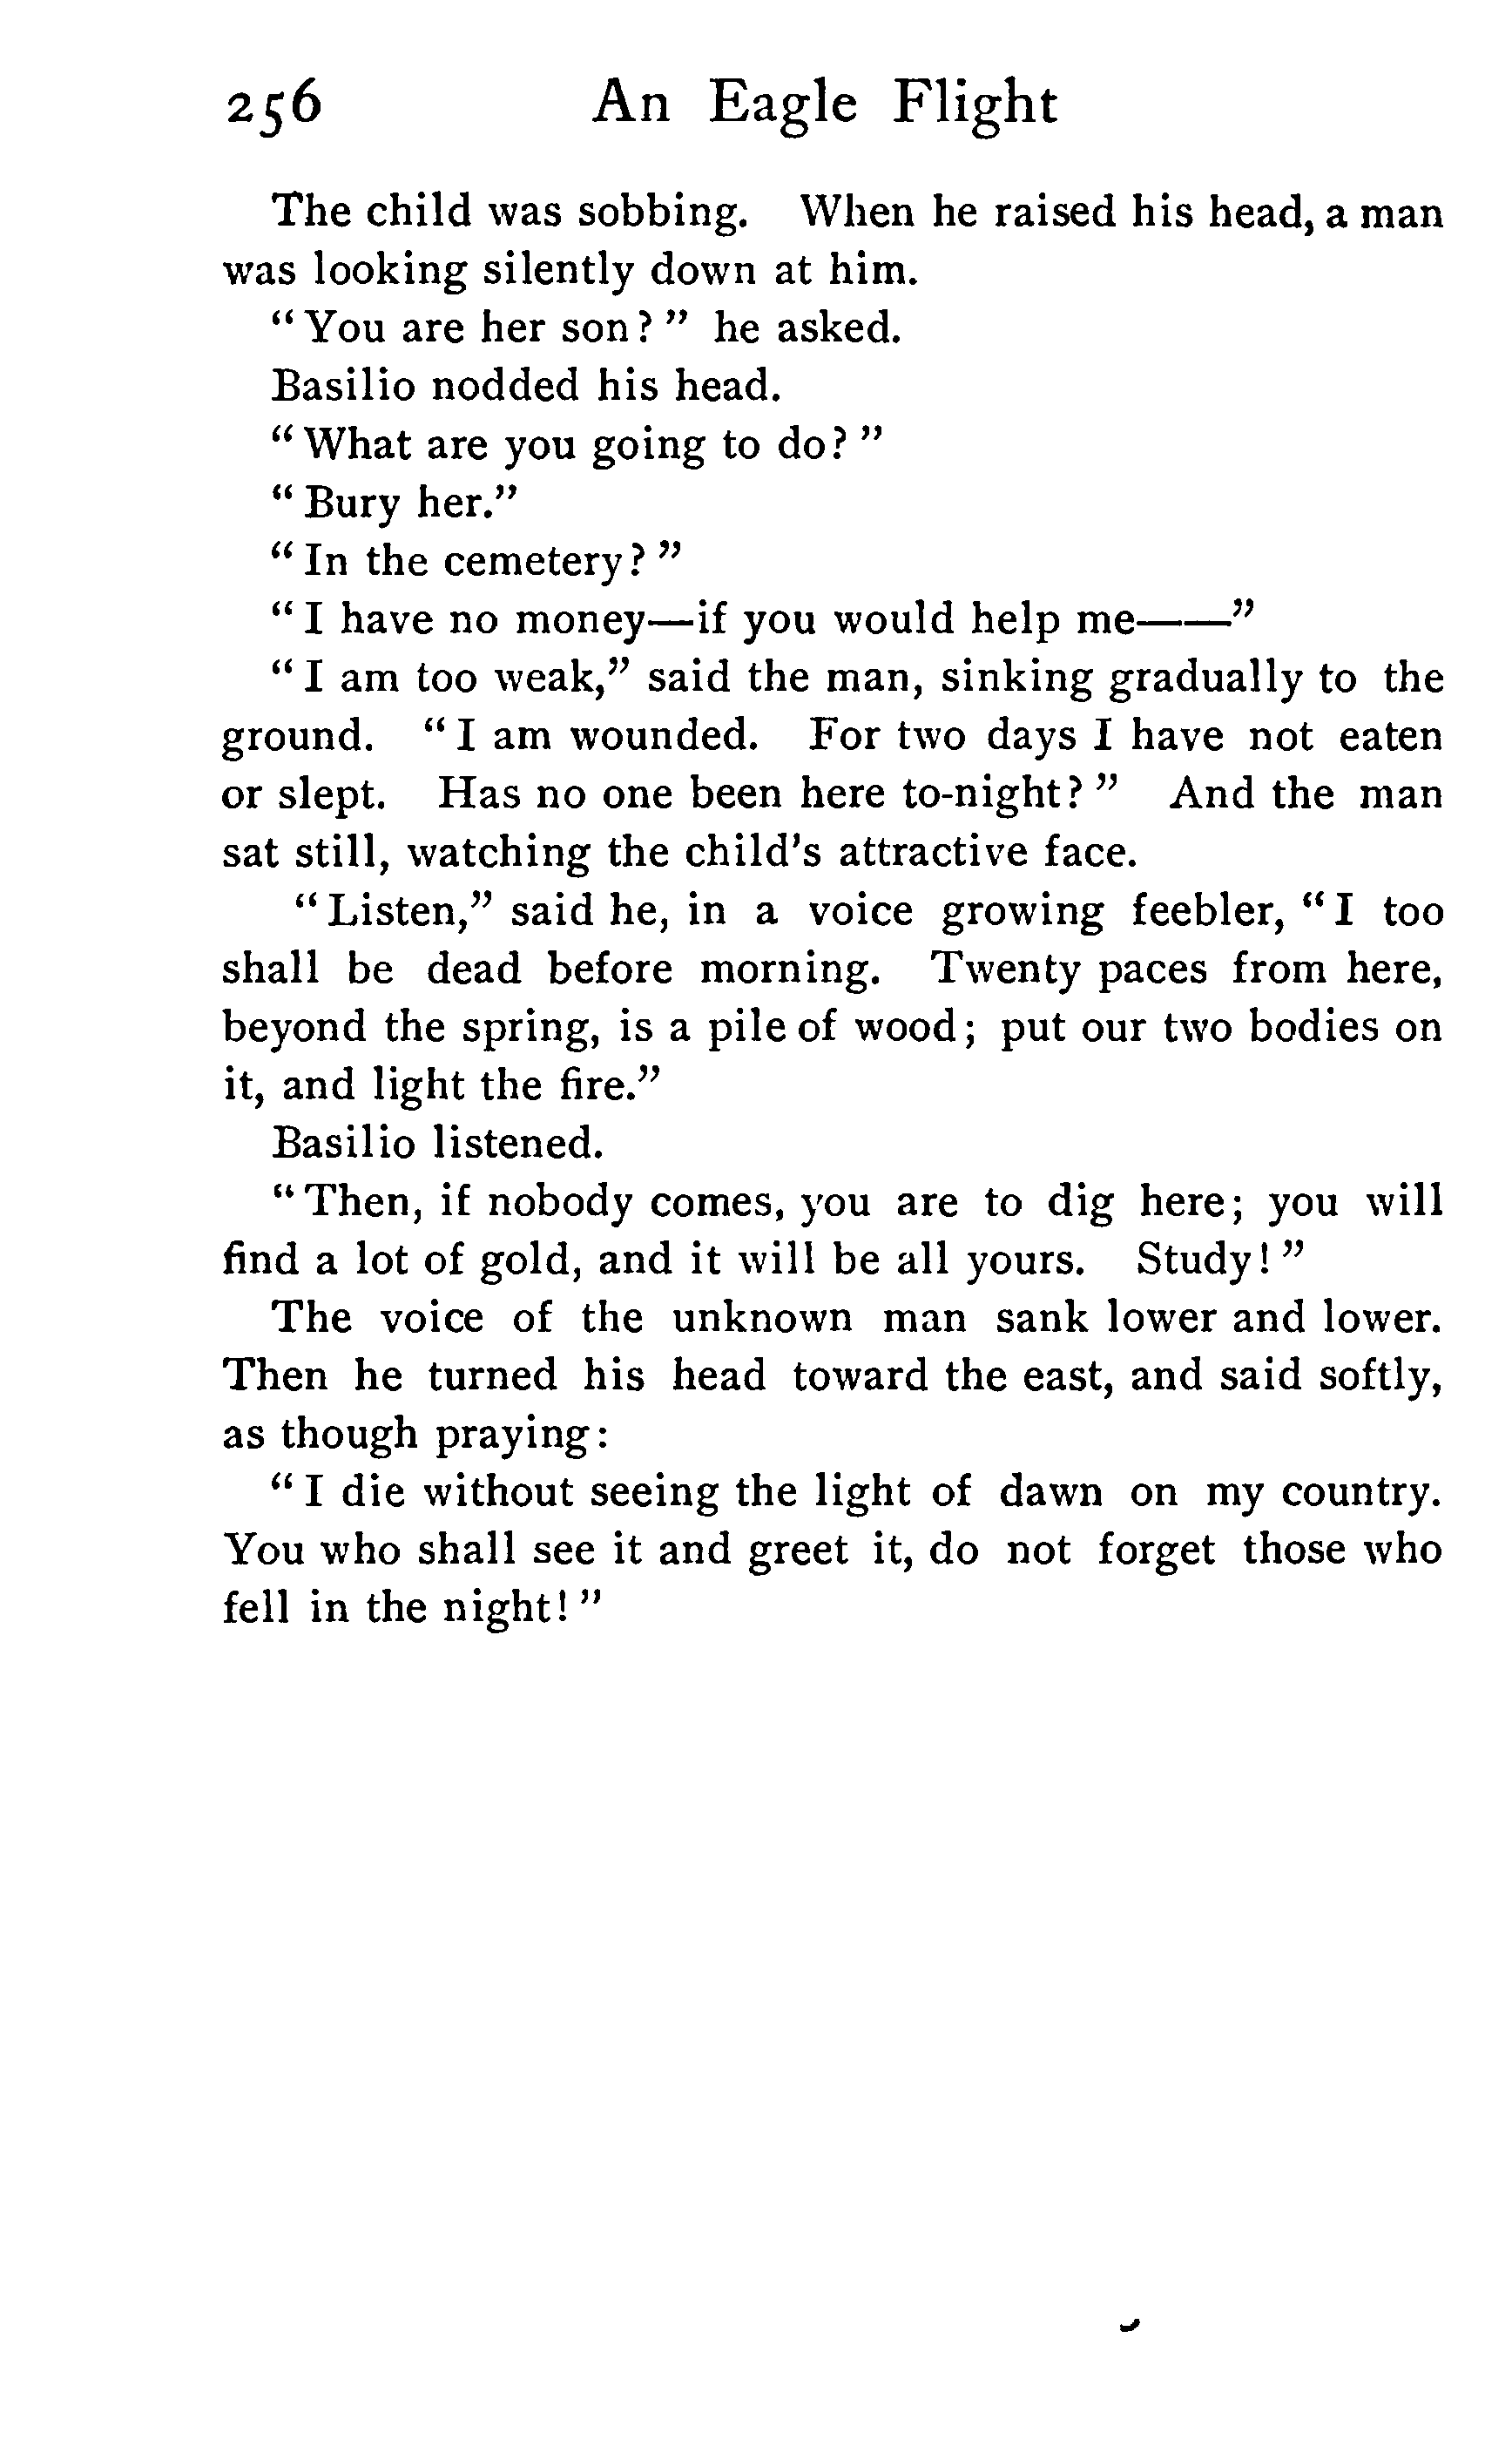 256 An Eagle Flight
The child was sobbing. When he raised his head, a man
was looking silently down at him.
"You are her son?" he asked.
Basilio nodded his head.
"What are you going to do?"
"Bury her."
"In the cemetery?"
"I have no money—if you would help me——"
"I am too weak," said the man, sinking gradually to the
ground. "I am wounded. For two days I have not eaten
or slept. Has no one been here to-night?" And the man
sat still, watching the child's attractive face.
"Listen," said he, in a voice growing feebler, "I too
shall be dead before morning. Twenty paces from here,
beyond the spring, is a pile of wood; put our two bodies on
it, and light the fire."
Basilio listened.
"Then, if nobody comes, you are to dig here; you will
find a lot of gold, and it will be all yours. Study!"
The voice of the unknown man sank lower and lower.
Then he turned his head toward the east, and said softly,
as though praying:
"I die without seeing the light of dawn on my country.
You who shall see it and greet it, do not forget those who
fell in the night!"